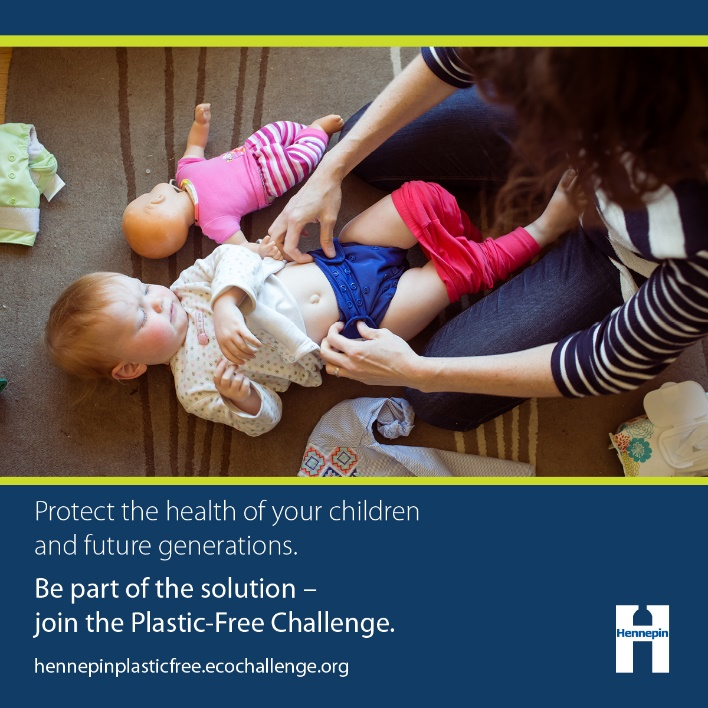 Protect the health of your children
and future generations.
Be part of the solution –
join the Plastic-Free Challenge.
hennepinplasticfree.ecochallenge.org
Hennepin